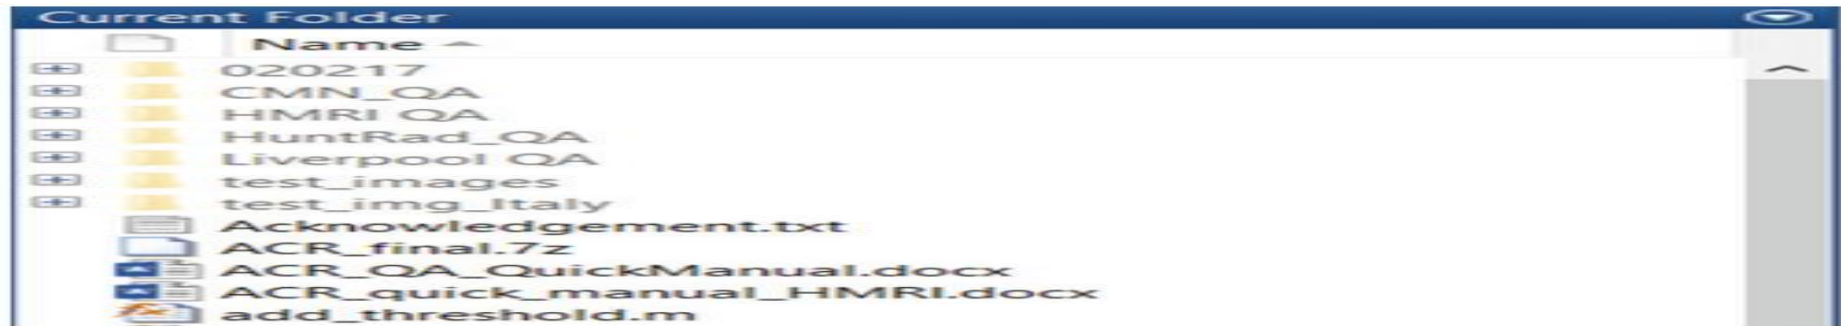 Current Folder
Name
020217
CMN_QA
HMRI QA
HuntRad_QA
Liverpool QA
test_images
test_img_Italy
Acknowledgement.txt
ACR_final.7z
ACR_QA_QuickManual.docx
ACR_quick_manual_HMRI.docx
add_threshold.m